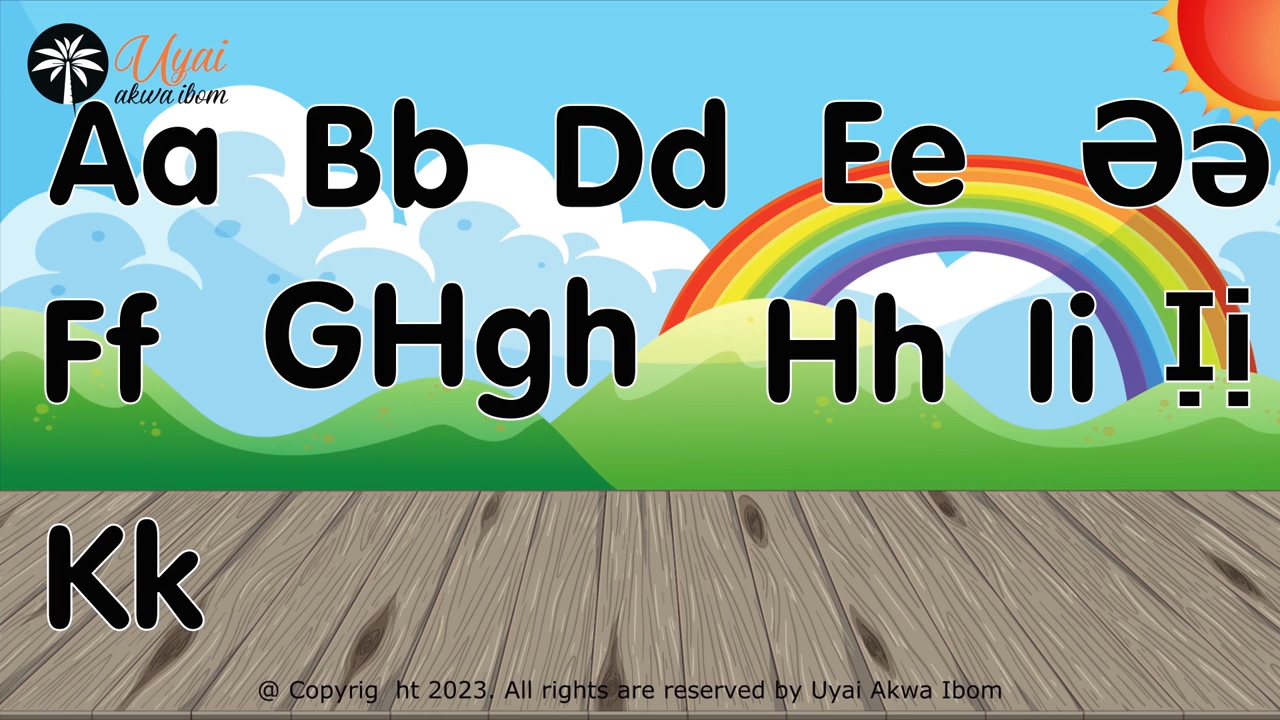 Uyai
akwa ibom
Aa Bb Dd Ee Əə
Ff GHgh Hh Ii Ịị
Kk
@ Copyrig  ht 2023. All rights are reserved by Uyai Akwa Ibom